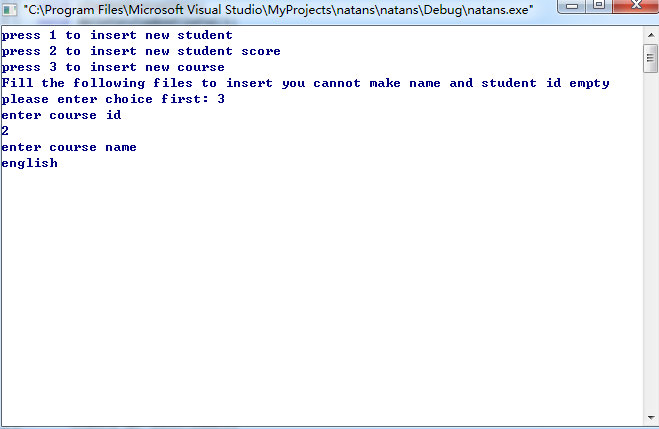 "C:\Program Files\Microsoft Visual Studio\MyProjects\natans\natans\Debug\natans.exe"
press 1 to insert new student
press 2 to insert new student score
press 3 to insert new course
Fill the following files to insert you cannot make name and student id empty
please enter choice first: 3
enter course id
2
enter course name
english